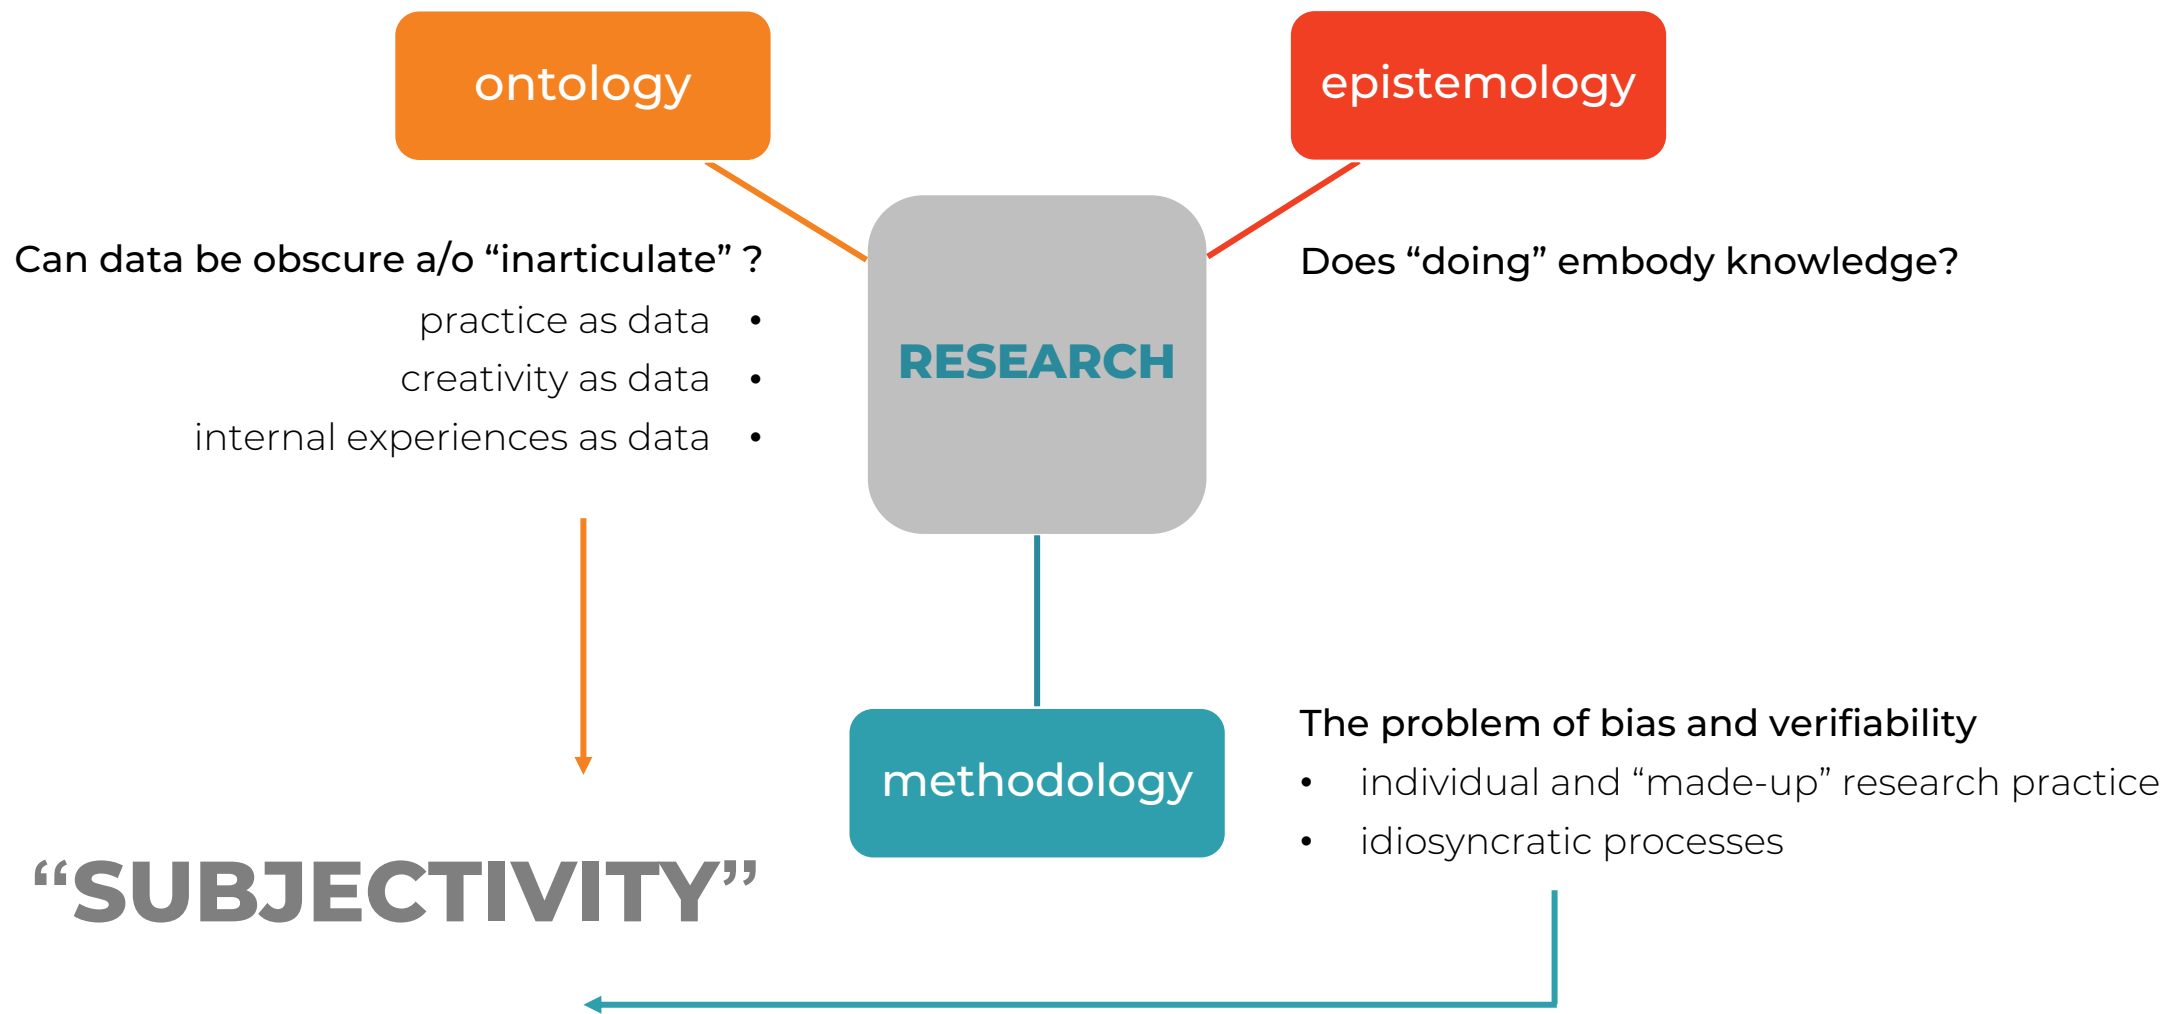 ontology
epistemology
Can data be obscure a/o “inarticulate” ?
practice as data •
creativity as data •
internal experiences as data •
Does “doing” embody knowledge?
RESEARCH
methodology
The problem of bias and verifiability
• individual and “made-up” research practice
• idiosyncratic processes
“SUBJECTIVITY”